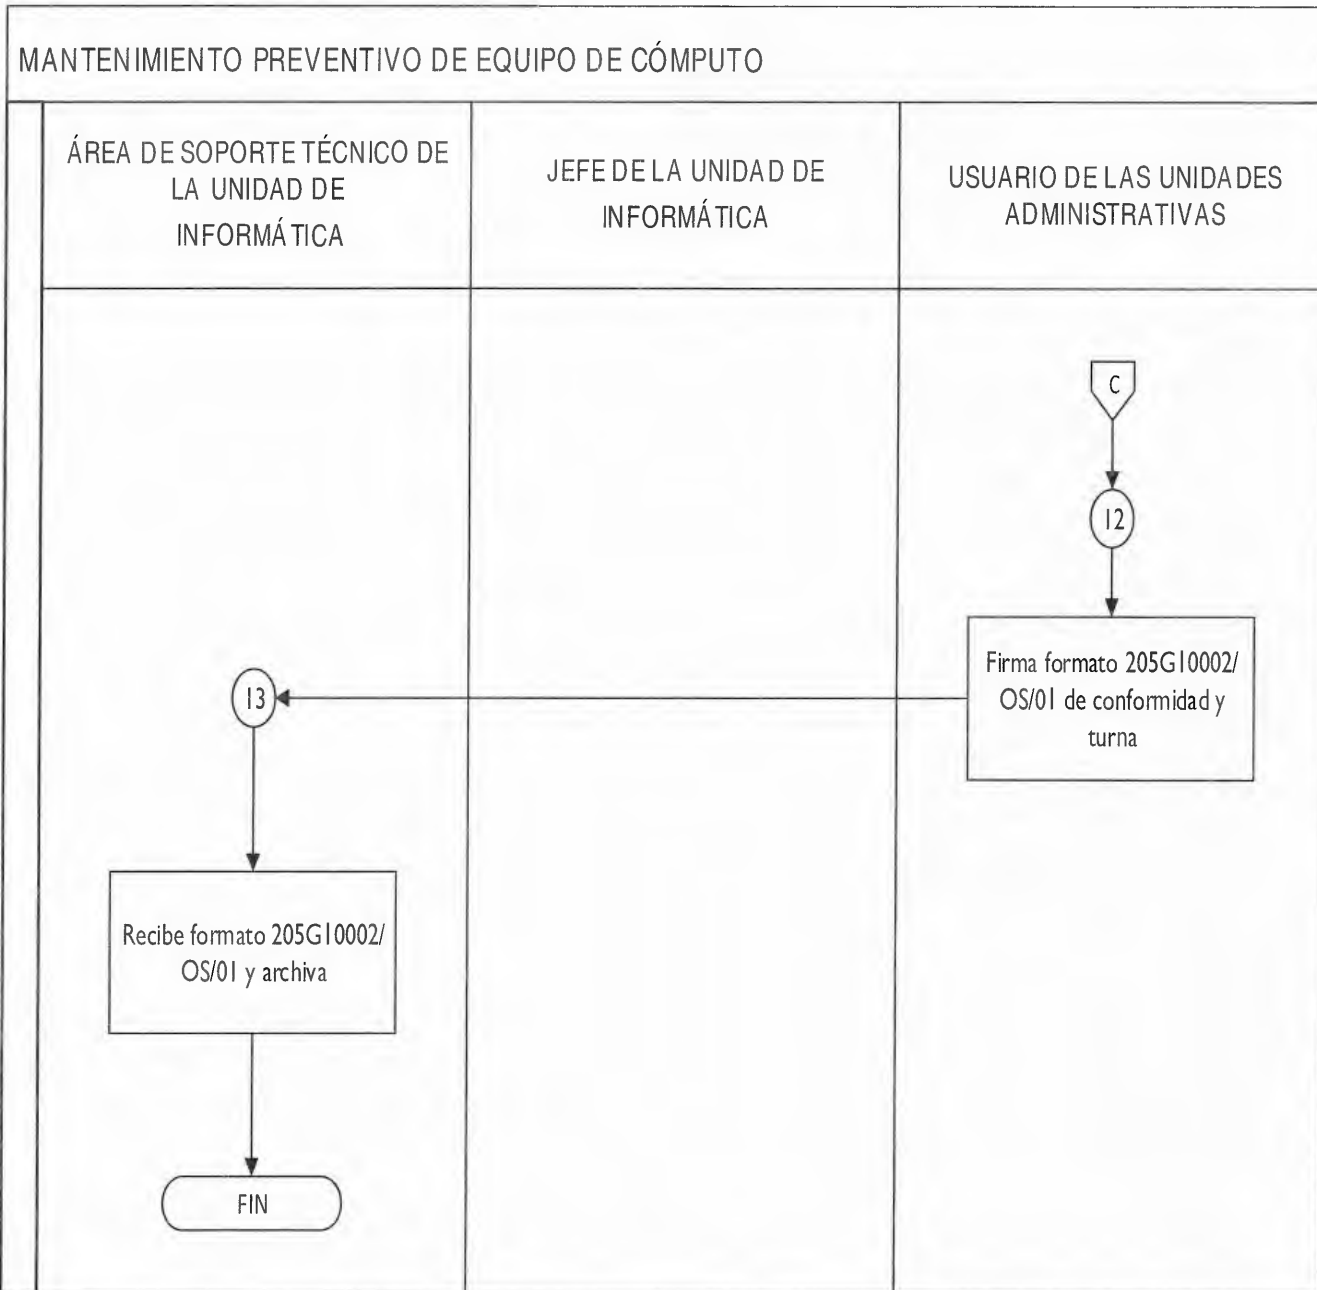 MANTENIMIENTO PREVENTIVO DE EQUIPO DE CÓMPUTO
ÁREA DE SOPORTE TÉCNICO DE
LA UNIDAD DE
INFORMÁTICA
JEFE DE LA UNIDAD DE
INFORMÁTICA
USUARIO DE LAS UNIDADES
ADMINISTRATIVAS
C
12
Firma formato 205G10002/
OS/01 de conformidad y
turna
13
Recibe formato 205G10002/
OS/01 y archiva
FIN